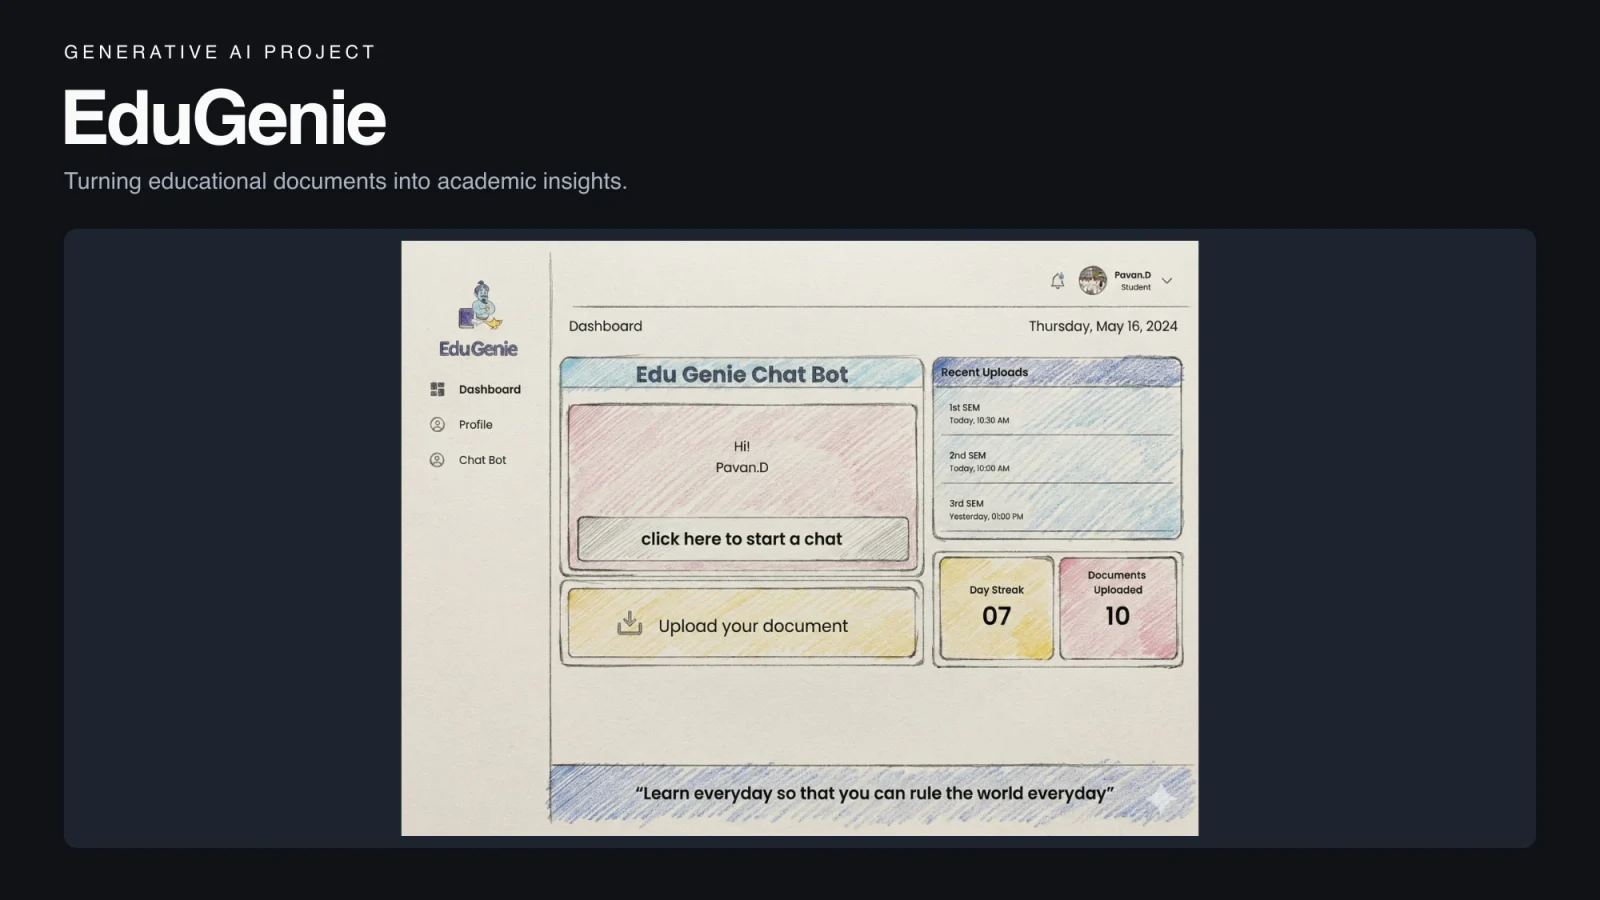 GENERATIVE AI PROJECT
EduGenie
Turning educational documents into academic insights.
Pavan.D
Student
EduGenie
Dashboard
Profile
Chat Bot
Dashboard
Thursday, May 16, 2024
Edu Genie Chat Bot
Hi!
Pavan.D
click here to start a chat
Upload your document
Recent Uploads
1st SEM
Today, 10:30 AM
2nd SEM
Today, 10:00 AM
3rd SEM
Yesterday, 01:00 PM
Day Streak
07
Documents
Uploaded
10
“Learn everyday so that you can rule the world everyday”